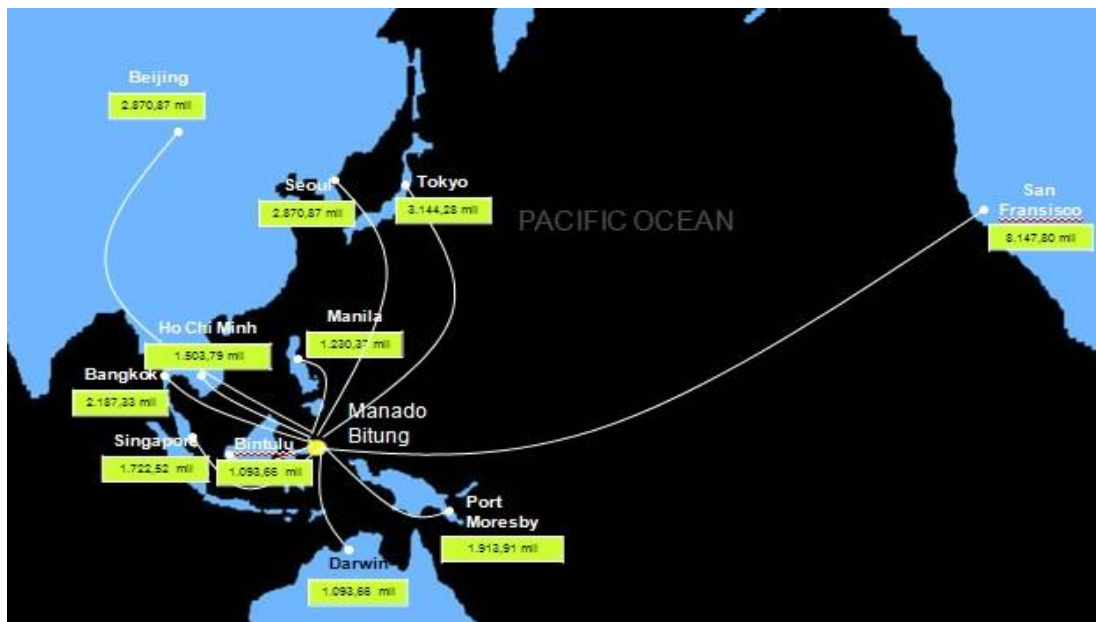 Beijing
2.870,87 mil
Seoul
2.870,87 mil
Tokyo
3.144,28 mil
PACIFIC OCEAN
San
Fransisco
8.147,80 mil
Manila
1.230,37 mil
Ho Chi Minh
1.503,79 mil
Bangkok
2.187,33 mil
Manado
Bitung
Singapore
1.722,52 mil
Bintulu
1.093,66 mil
Port
Moresby
1.913,91 mil
Darwin
1.093,66 mil